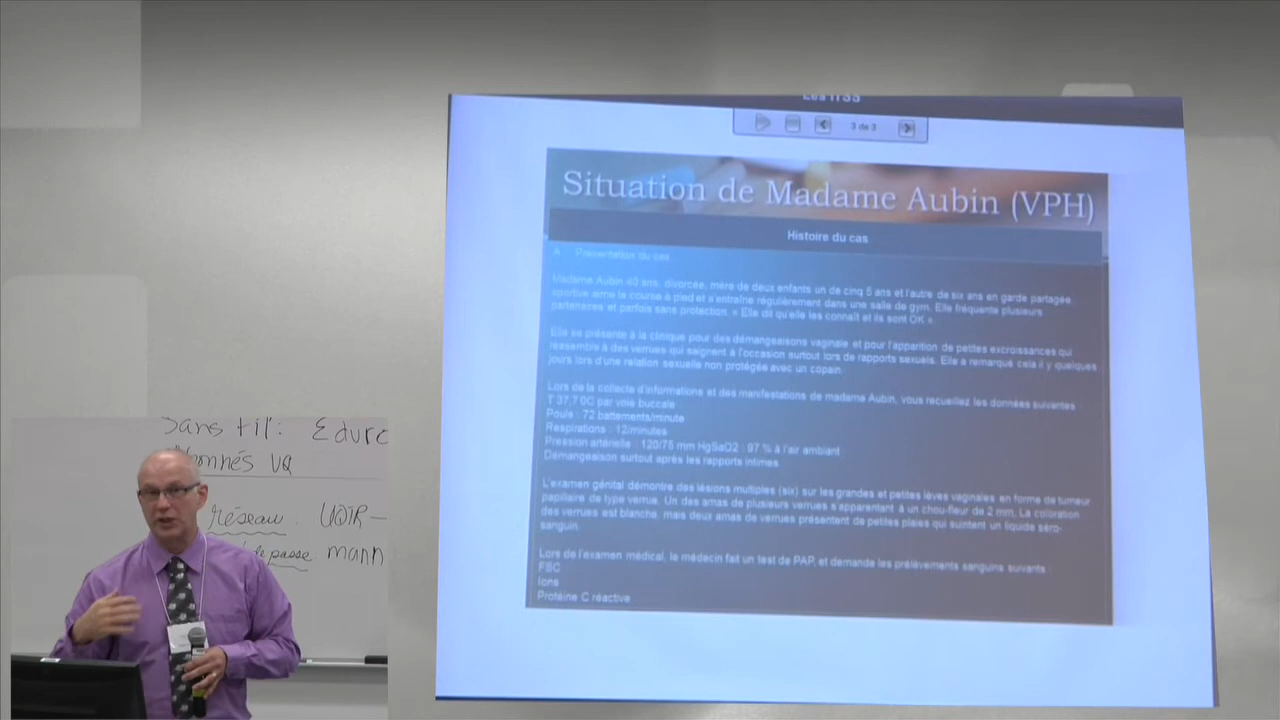 Les ITSS
3 de 3
Situation de Madame Aubin (VPH)
Histoire du cas
A Présentation du cas
Madame Aubin 40 ans, divorcée, mère de deux enfants un de cinq 5 ans et l'autre de six ans en garde partagée,
sportive aime la course à pied et s'entraîne régulièrement dans une salle de gym. Elle fréquente plusieurs
partenaires et parfois sans protection. « Elle dit qu'elle les connaît et ils sont OK ».
Elle se présente à la clinique pour des démangeaisons vaginale et pour l'apparition de petites excroissances qui
ressemble à des verrues qui saignent à l'occasion surtout lors de rapports sexuels. Elle a remarqué cela il y quelques
jours lors d'une relation sexuelle non protégée avec un copain.
Lors de la collecte d'informations et des manifestations de madame Aubin, vous recueillez les données suivantes
T 37,7 0C par voie buccale
Pouls : 72 battements/minute
Respirations : 12/minutes
Pression artérielle : 120/75 mm HgSaO2 : 97 % à l'air ambiant
Démangeaison surtout après les rapports intimes
L'examen génital démontre des lésions multiples (six) sur les grandes et petites lèves vaginales en forme de tumeur
papillaire de type verrue. Un des amas de plusieurs verrues s'apparentant à un chou-fleur de 2 mm. La coloration
des verrues est blanche, mais deux amas de verrues présentent de petites plaies qui suintent un liquide séro-
sanguin.
Lors de l'examen médical, le médecin fait un test de PAP, et demande les prélèvements sanguins suivants :
FSC
Ions
Protéine C réactive
Sans fil: Edurc
VQ
réseau. UQTR-
de passe mann